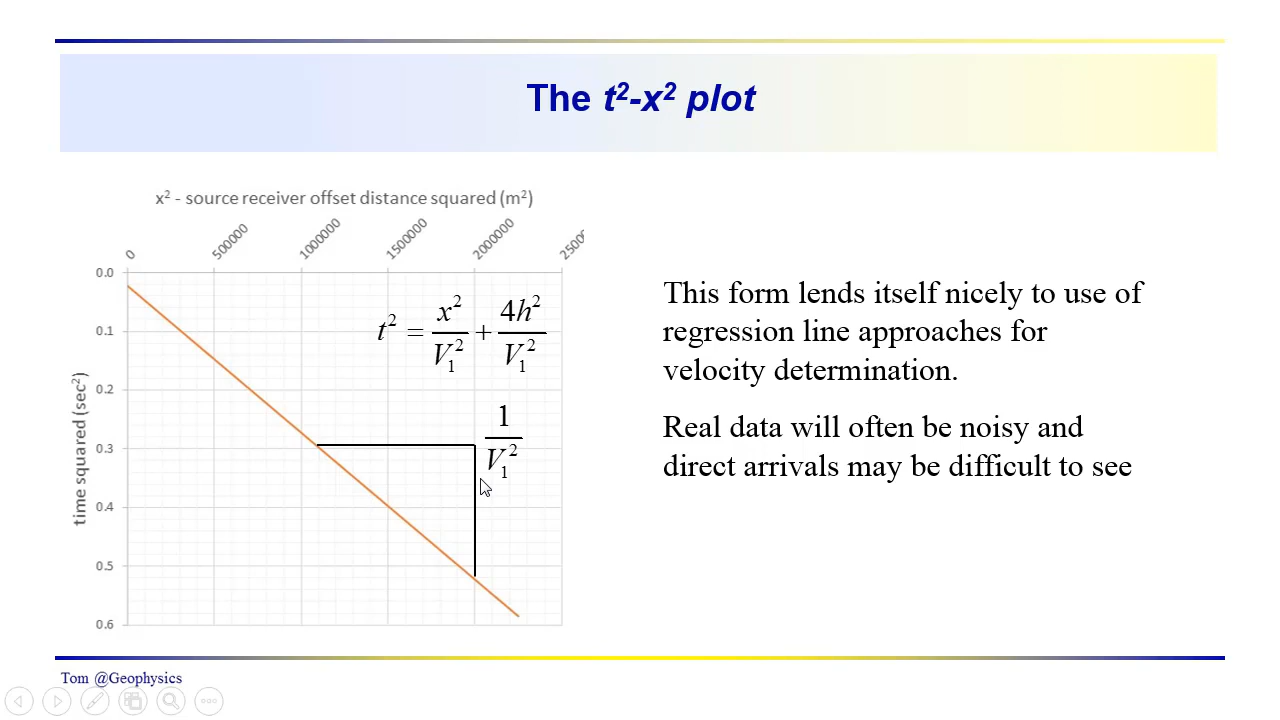 The t²-x² plot
x² - source receiver offset distance squared (m²)
0 500000 1000000 1500000 2000000
0.0
0.1
0.2
0.3
0.4
0.5
0.6
time squared (sec²)
t² = x²/V₁² + 4h²/V₁²
1/V₁²
This form lends itself nicely to use of
regression line approaches for
velocity determination.
Real data will often be noisy and
direct arrivals may be difficult to see
Tom @Geophysics